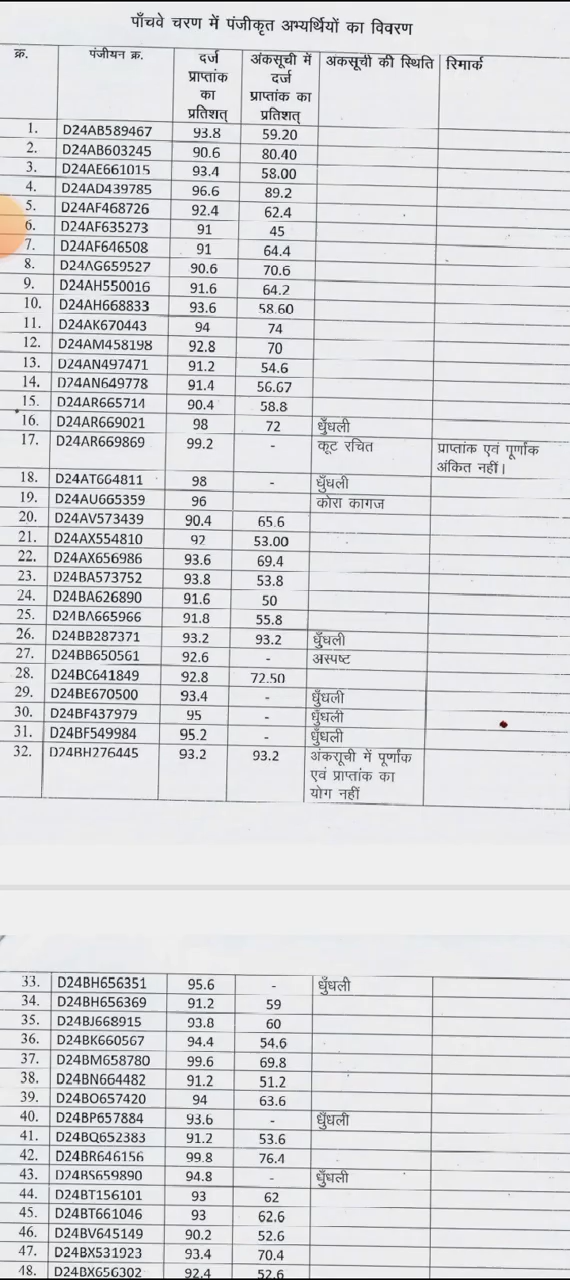 पाँचवे चरण में पंजीकृत अभ्यर्थियों का विवरण
क्र. पंजीयन क्र. दर्ज प्राप्तांक का प्रतिशत् अंकसूची में दर्ज प्राप्तांक का प्रतिशत् अंकसूची की स्थिति रिमार्क
1. D24AB589467 93.8 59.20
2. D24AB603245 90.6 80.40
3. D24AE661015 93.4 58.00
4. D24AD439785 96.6 89.2
5. D24AF468726 92.4 62.4
6. D24AF635273 91 45
7. D24AF646508 91 64.4
8. D24AG659527 90.6 70.6
9. D24AH550016 91.6 64.2
10. D24AH668833 93.6 58.60
11. D24AK670443 94 74
12. D24AM458198 92.8 70
13. D24AN497471 91.2 54.6
14. D24AN649778 91.4 56.67
15. D24AR665714 90.4 58.8
16. D24AR669021 98 72 धुँधली
17. D24AR669869 99.2 - कूट रचित प्राप्तांक एवं पूर्णांक
अंकित नहीं।
18. D24AT664811 98 - धुँधली
19. D24AU665359 96 कोरा कागज
20. D24AV573439 90.4 65.6
21. D24AX554810 92 53.00
22. D24AX656986 93.6 69.4
23. D24BA573752 93.8 53.8
24. D24BA626890 91.6 50
25. D24BA665966 91.8 55.8
26. D24BB287371 93.2 93.2 धुँधली
27. D24BB650561 92.6 - अस्पष्ट
28. D24BC641849 92.8 72.50
29. D24BE670500 93.4 - धुँधली
30. D24BF437979 95 - धुँधली
31. D24BF549984 95.2 - धुँधली
32. D24BH276445 93.2 93.2 अंकसूची में पूर्णांक
एवं प्राप्तांक का
योग नहीं
33. D24BH656351 95.6 - धुँधली
34. D24BH656369 91.2 59
35. D24BJ668915 93.8 60
36. D24BK660567 94.4 54.6
37. D24BM658780 99.6 69.8
38. D24BN664482 91.2 51.2
39. D24BO657420 94 63.6
40. D24BP657884 93.6 - धुँधली
41. D24BQ652383 91.2 53.6
42. D24BR646156 99.8 76.4
43. D24BS659890 94.8 - धुँधली
44. D24BT156101 93 62
45. D24BT661046 93 62.6
46. D24BV645149 90.2 52.6
47. D24BX531923 93.4 70.4
48. D24BX656302 92.4 52.6